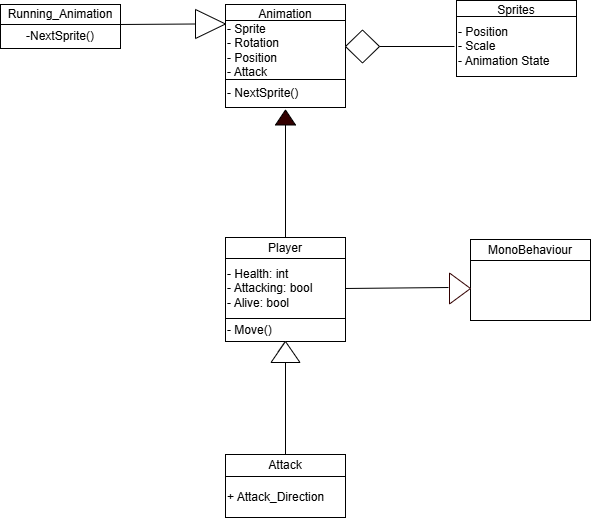 Running_Animation
-NextSprite()
Animation
- Sprite
- Rotation
- Position
- Attack
- NextSprite()
Sprites
- Position
- Scale
- Animation State
Player
- Health: int
- Attacking: bool
- Alive: bool
- Move()
MonoBehaviour
Attack
+ Attack_Direction